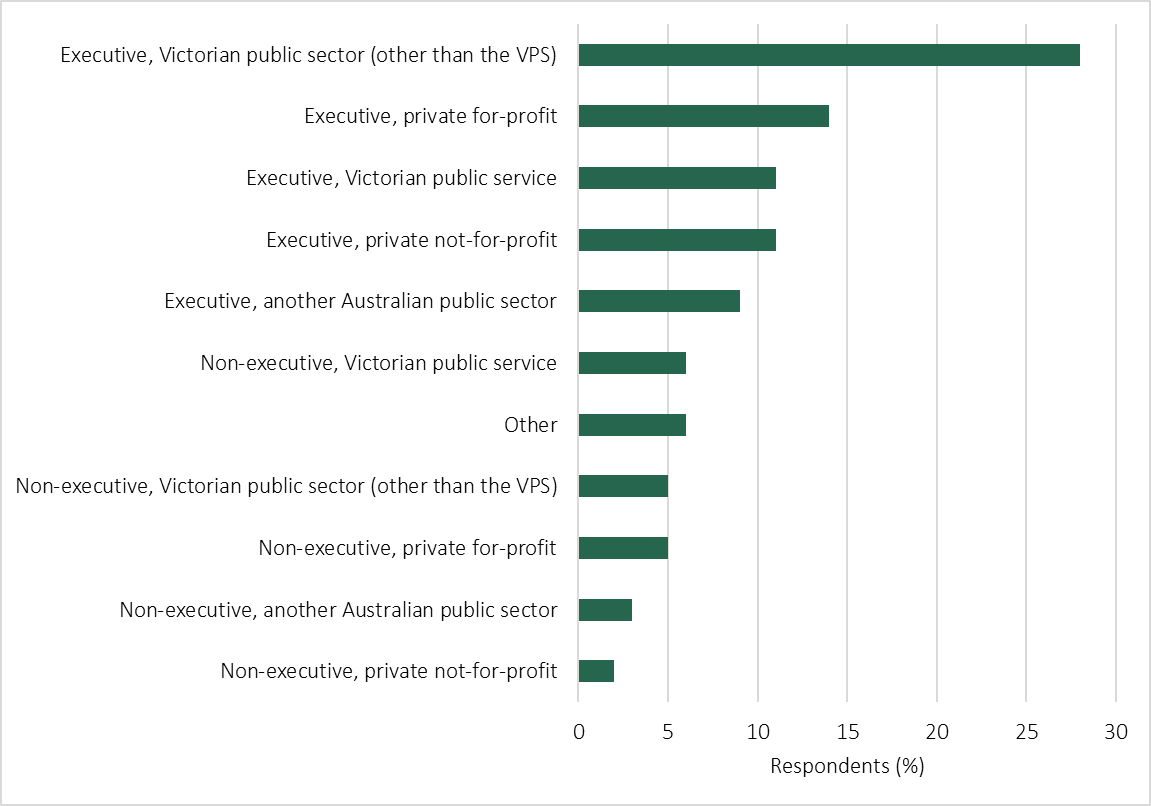 Executive, Victorian public sector (other than the VPS)
Executive, private for-profit
Executive, Victorian public service
Executive, private not-for-profit
Executive, another Australian public sector
Non-executive, Victorian public service
Other
Non-executive, Victorian public sector (other than the VPS)
Non-executive, private for-profit
Non-executive, another Australian public sector
Non-executive, private not-for-profit
0 5 10 15 20 25 30
Respondents (%)